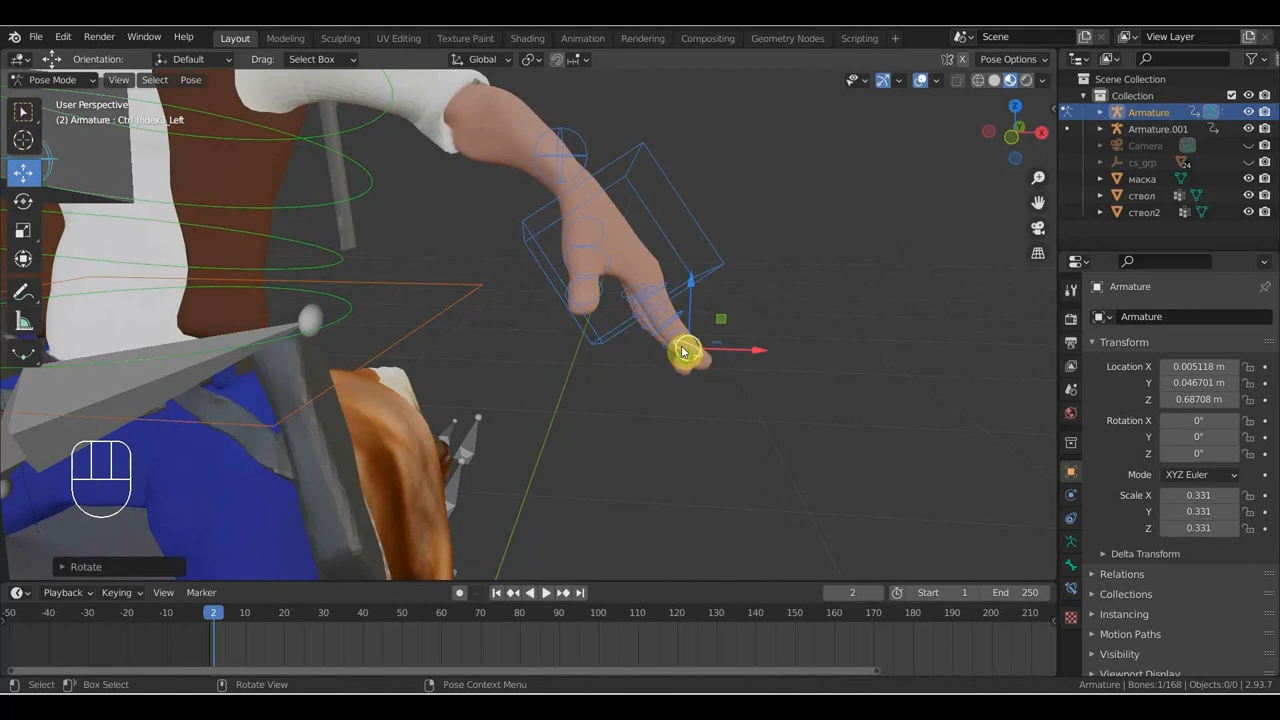 File Edit Render Window Help Layout Modeling Sculpting UV Editing Texture Paint Shading Animation Rendering Compositing Geometry Nodes Scripting + Scene View Layer
Orientation: Default Drag: Select Box Global Pose Options
Pose Mode View Select Pose
User Perspective
(2) Armature : Ctrl Index3_Left
Z
Y
X
Scene Collection
Collection
Armature
Armature.001
Camera
cs_grp 24
маска
ствол
ствол2
Armature
Armature
Transform
Location X 0.005118 m
Y 0.046701 m
Z 0.68708 m
Rotation X 0°
Y 0°
Z 0°
Mode XYZ Euler
Scale X 0.331
Y 0.331
Z 0.331
Delta Transform
Relations
Collections
Instancing
Motion Paths
Visibility
Viewport Display
Rotate
Playback Keying View Marker 2 Start 1 End 250
-50 -40 -30 -20 -10 2 10 20 30 40 50 60 70 80 90 100 110 120 130 140 150 160 170 180 190 200 210
Select Box Select Rotate View Pose Context Menu Armature | Bones:1/168 | Objects:0/0 | 2.93.7